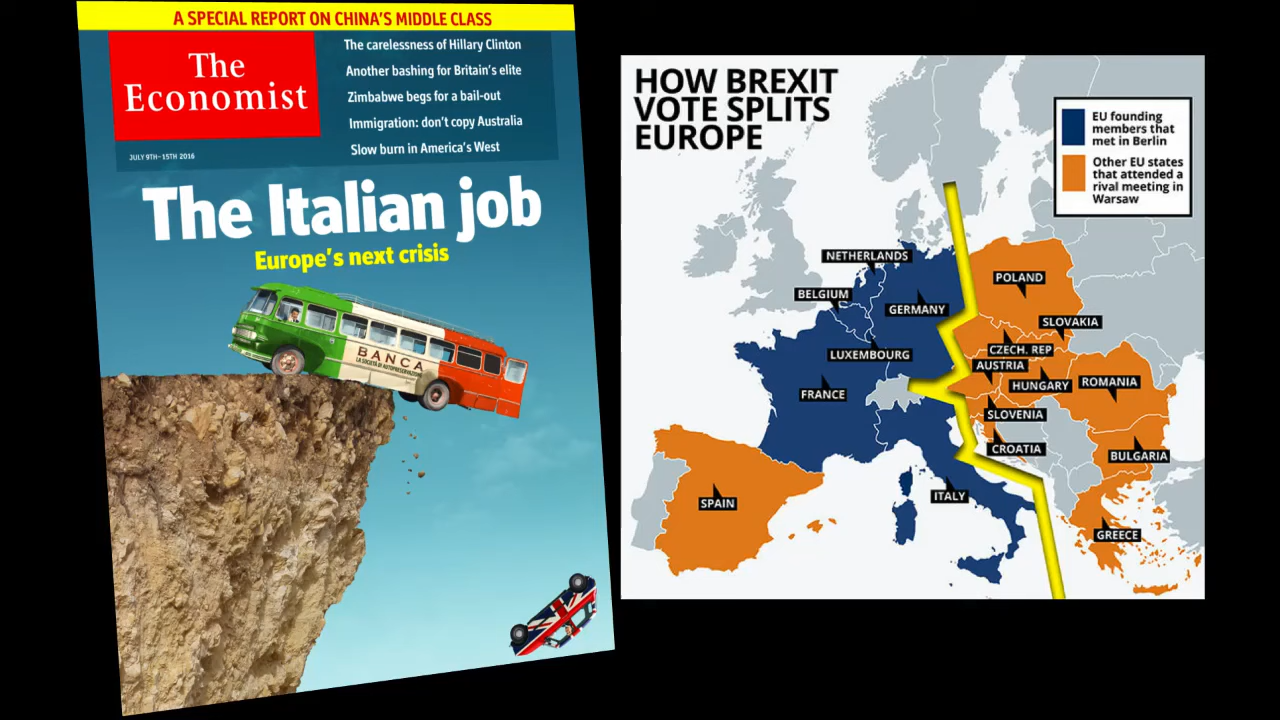 A SPECIAL REPORT ON CHINA'S MIDDLE CLASS
The
Economist
JULY 9TH–15TH 2016
The carelessness of Hillary Clinton
Another bashing for Britain's elite
Zimbabwe begs for a bail-out
Immigration: don't copy Australia
Slow burn in America's West
The Italian job
Europe's next crisis
BANCA
LA SOCIETÀ DI AUTOPRESERVAZIONE
HOW BREXIT
VOTE SPLITS
EUROPE
EU founding
members that
met in Berlin
Other EU states
that attended a
rival meeting in
Warsaw
NETHERLANDS
BELGIUM
GERMANY
LUXEMBOURG
FRANCE
SPAIN
ITALY
POLAND
SLOVAKIA
CZECH. REP
AUSTRIA
HUNGARY
ROMANIA
SLOVENIA
CROATIA
BULGARIA
GREECE